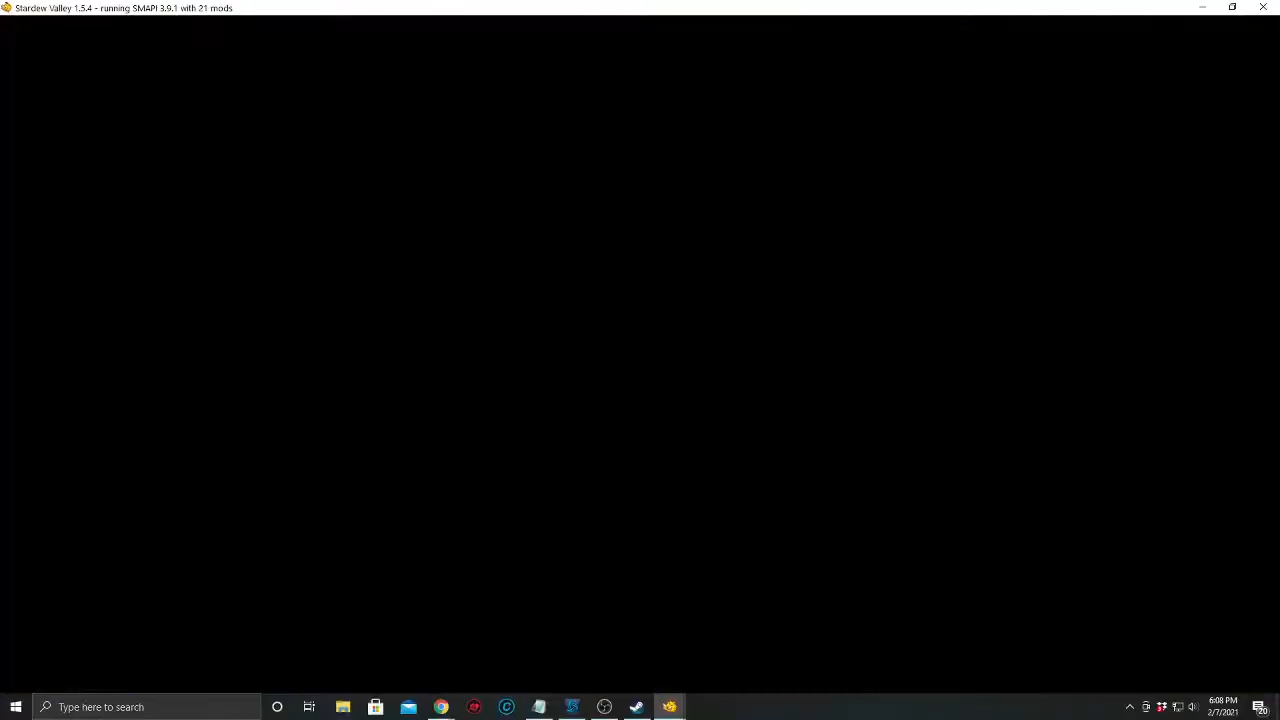 Stardew Valley 1.5.4 - running SMAPI 3.9.1 with 21 mods
Type here to search
6:08 PM
2/7/2021
20